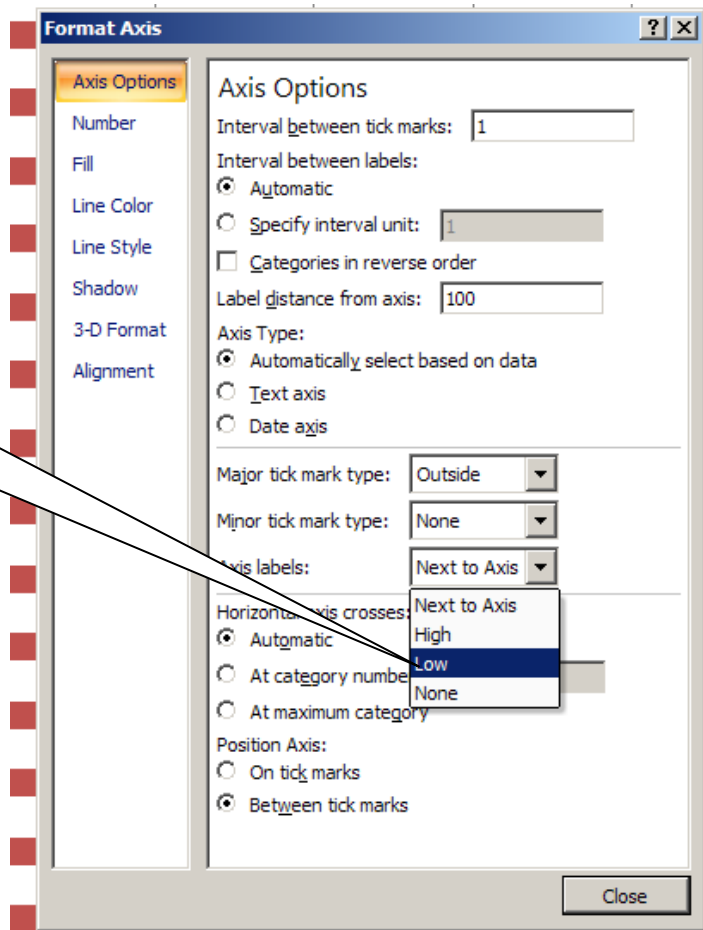 Format Axis
Axis Options
Number
Fill
Line Color
Line Style
Shadow
3-D Format
Alignment
Axis Options
Interval between tick marks: 1
Interval between labels:
Automatic
Specify interval unit: 1
Categories in reverse order
Label distance from axis: 100
Axis Type:
Automatically select based on data
Text axis
Date axis
Major tick mark type: Outside
Minor tick mark type: None
Axis labels: Next to Axis
Next to Axis
High
Low
None
Horizontal axis crosses:
Automatic
At category numbe
At maximum category
Position Axis:
On tick marks
Between tick marks
Close